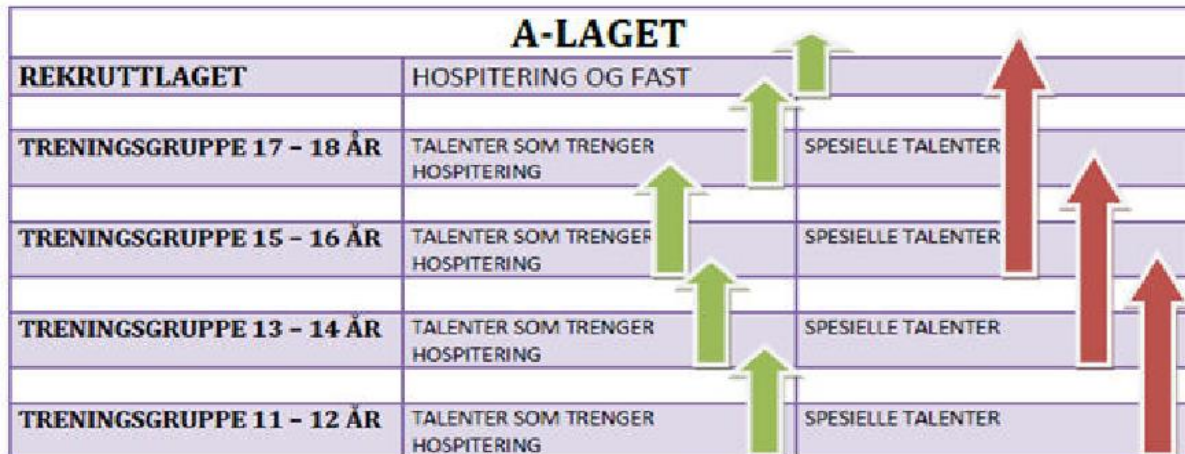 A-LAGET
REKRUTTLAGET HOSPITERING OG FAST
TRENINGSGRUPPE 17 – 18 ÅR TALENTER SOM TRENGER SPESIELLE TALENTER
HOSPITERING
TRENINGSGRUPPE 15 – 16 ÅR TALENTER SOM TRENGER SPESIELLE TALENTER
HOSPITERING
TRENINGSGRUPPE 13 – 14 ÅR TALENTER SOM TRENGER SPESIELLE TALENTER
HOSPITERING
TRENINGSGRUPPE 11 – 12 ÅR TALENTER SOM TRENGER SPESIELLE TALENTER
HOSPITERING